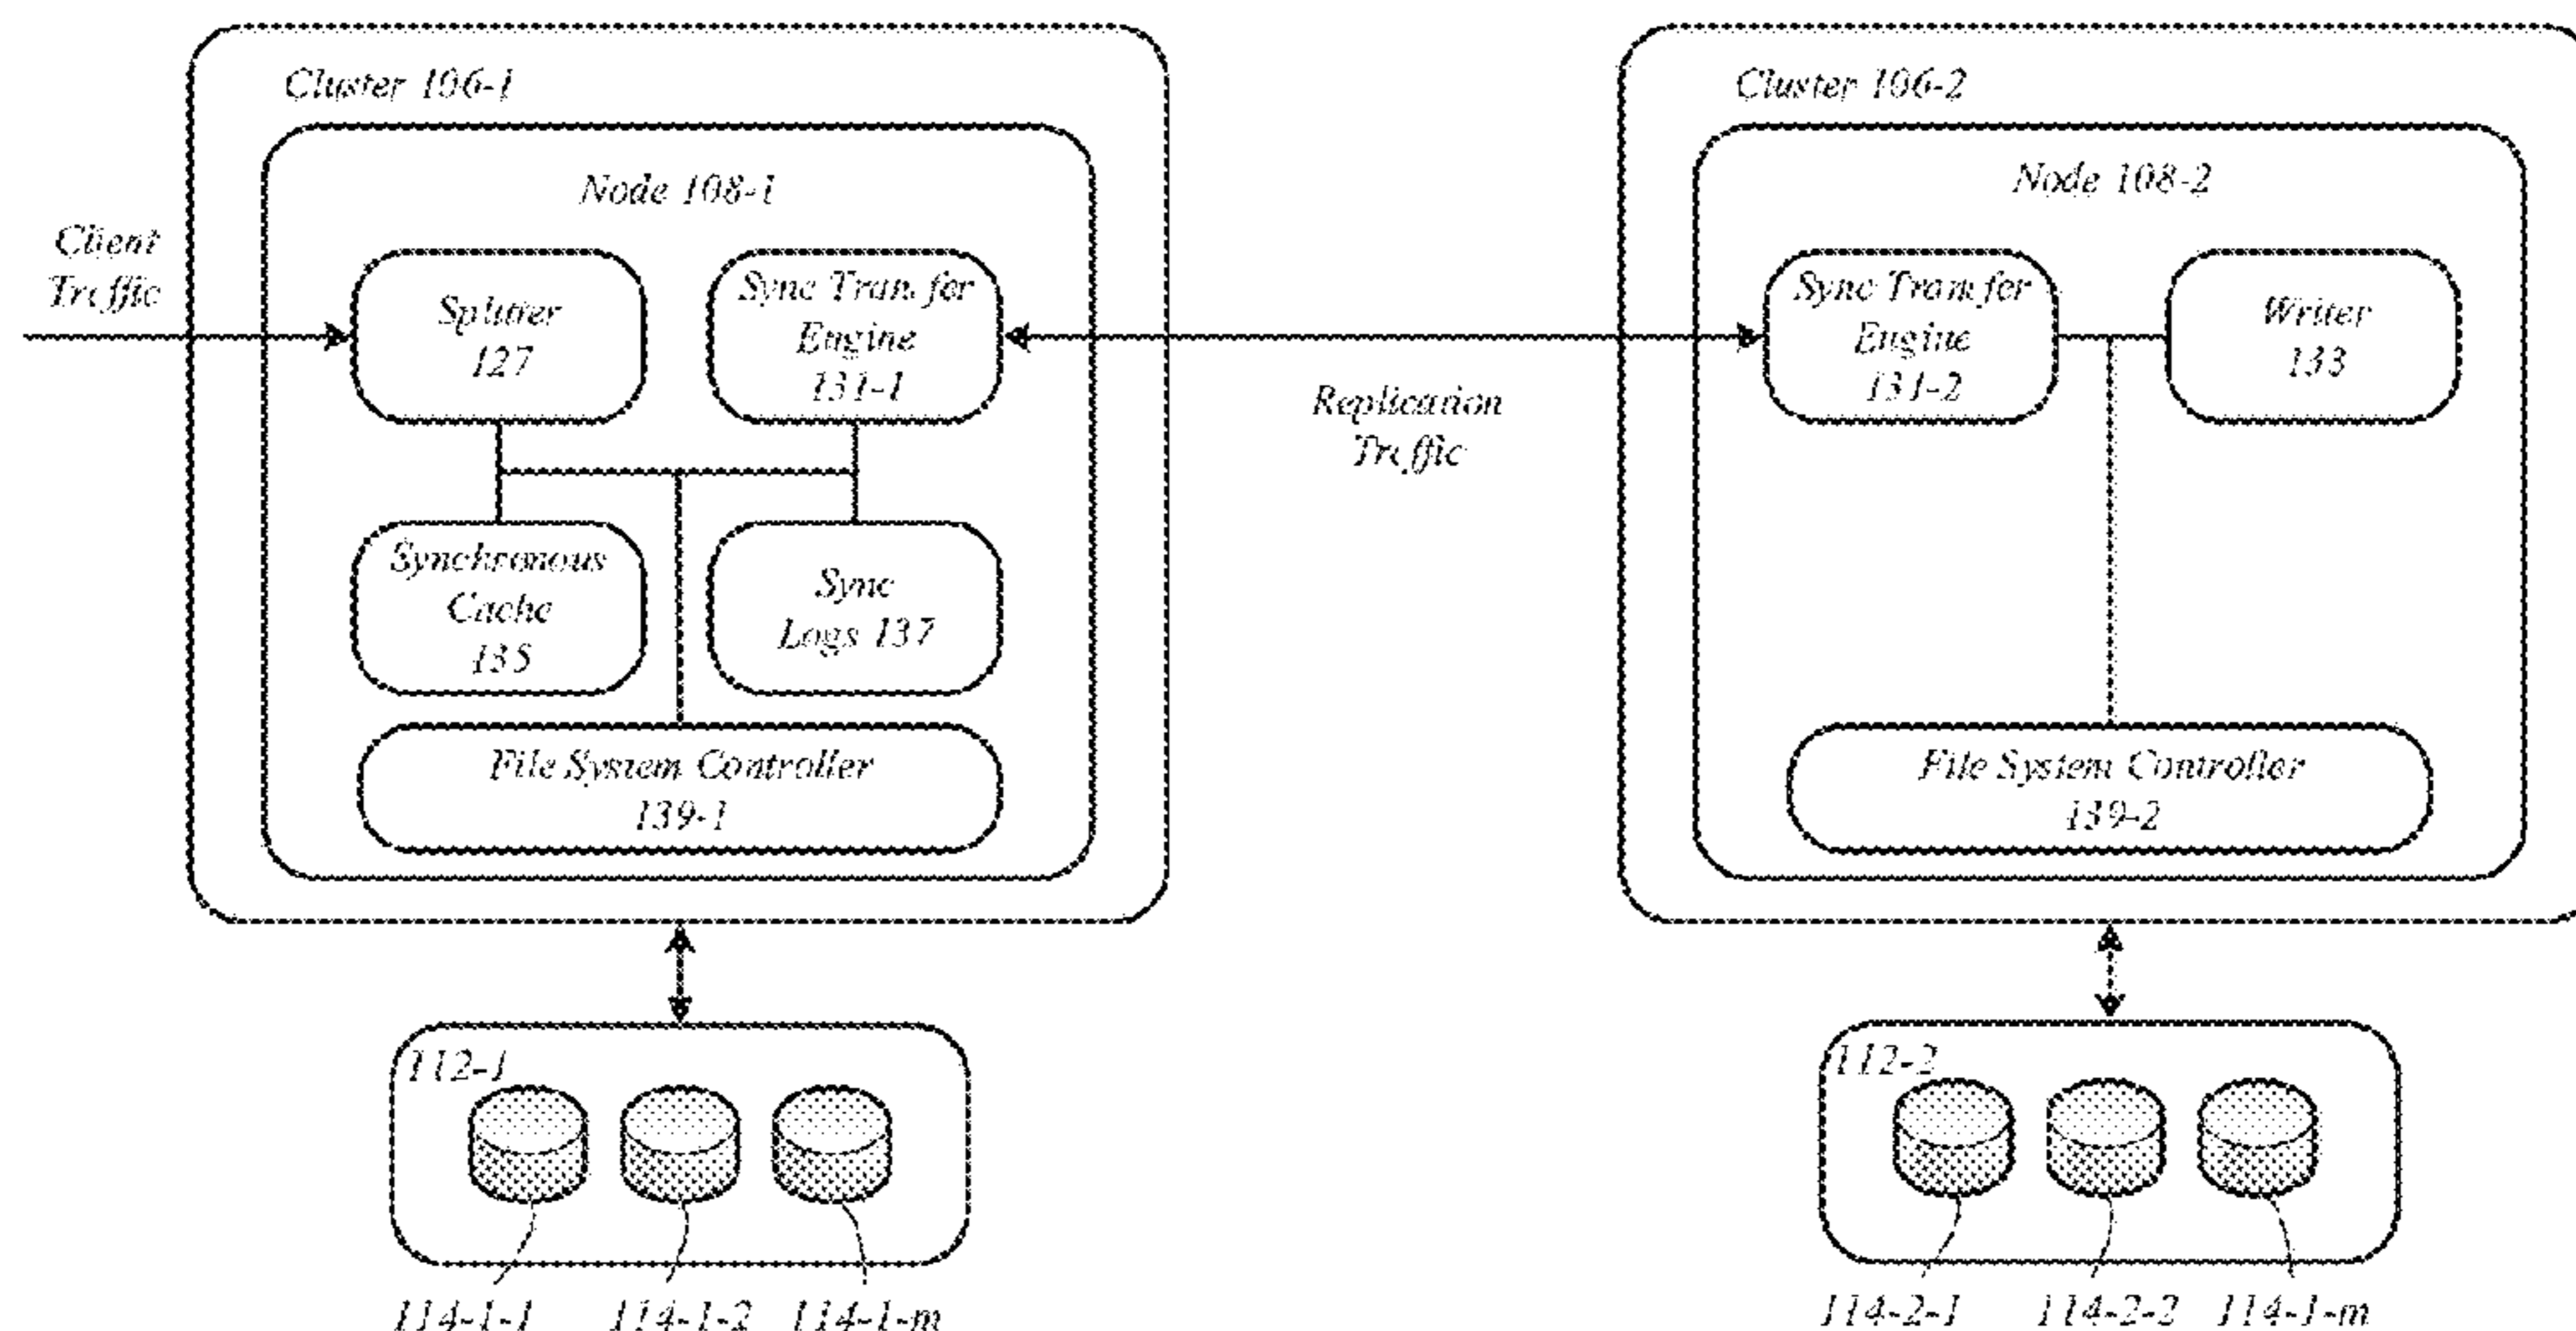 Cluster 106-1
Node 108-1
Client
Traffic
Splitter
127
Sync Transfer
Engine
131-1
Synchronous
Cache
135
Sync
Logs 137
File System Controller
139-1
112-1
114-1-1
114-1-2
114-1-m
Replication
Traffic
Cluster 106-2
Node 108-2
Sync Transfer
Engine
131-2
Writer
133
File System Controller
139-2
112-2
114-2-1
114-2-2
114-1-m